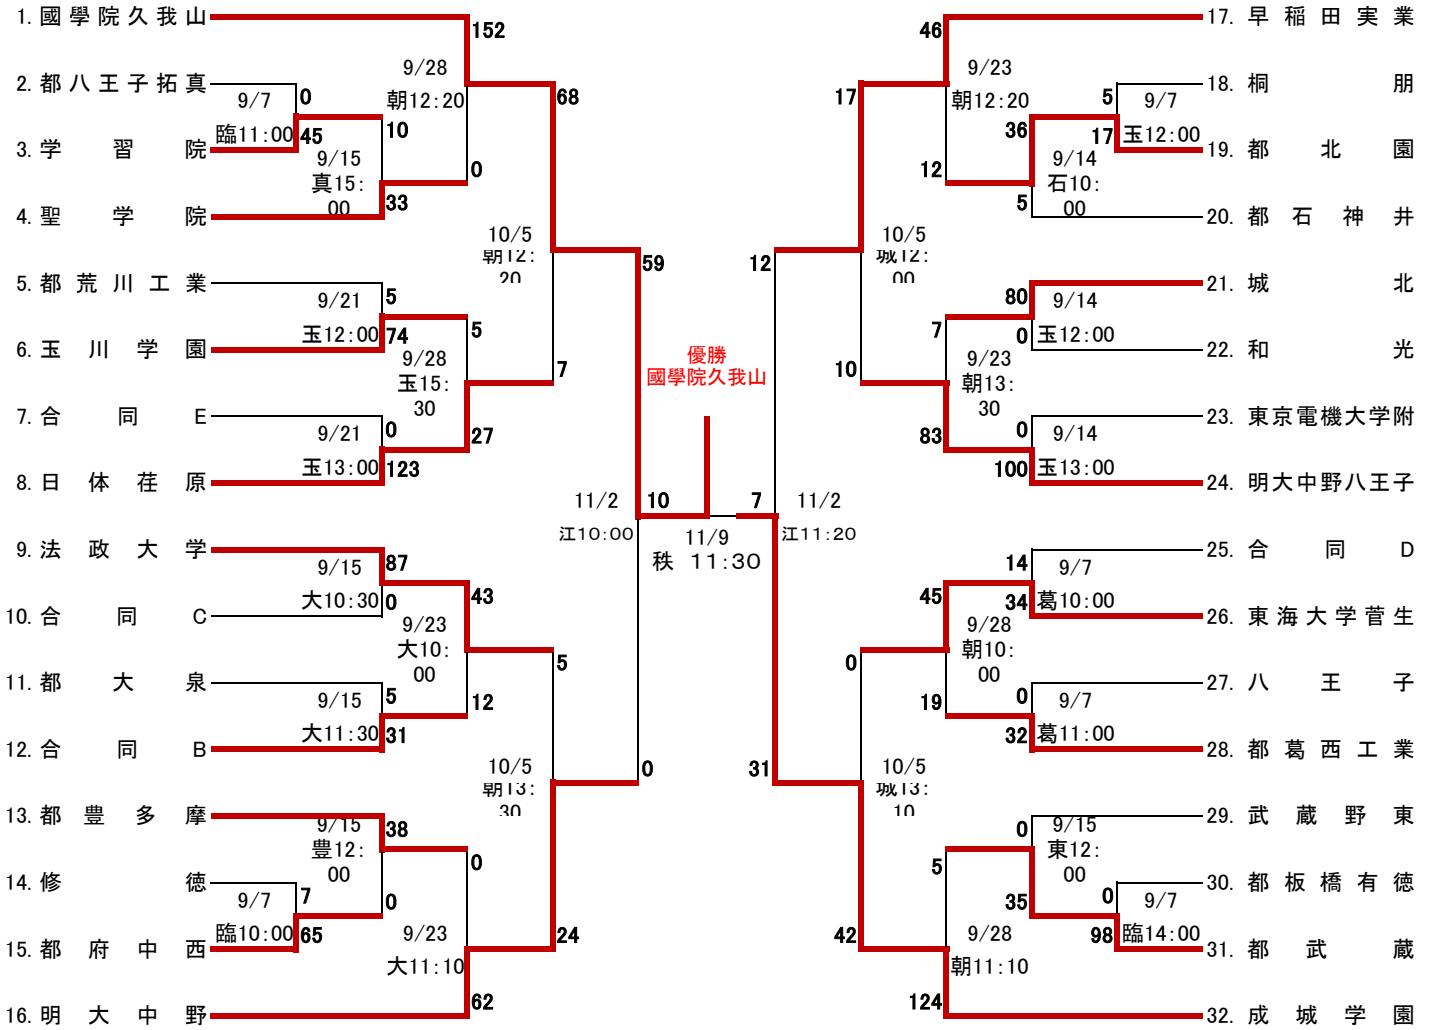 1. 國學院久我山
152
9/28
朝12:20
2. 都八王子拓真
9/7
臨11:00
0
45
3. 学習院
9/15
真15:
00
10
33
0
4. 聖学院
68
10/5
朝12:
20
5. 都荒川工業
9/21
玉12:00
5
74
6. 玉川学園
9/28
玉15:
30
5
27
7
7. 合同E
9/21
玉13:00
0
123
8. 日体荏原
59
11/2
江10:00
9. 法政大学
9/15
大10:30
87
0
10. 合同C
9/23
大10:
00
43
12
11. 都大泉
9/15
大11:30
5
31
12. 合同B
5
10/5
朝13:
30
0
13. 都豊多摩
9/15
豊12:
00
38
0
14. 修徳
9/7
臨10:00
7
65
15. 都府中西
9/23
大11:10
0
62
24
16. 明大中野
優勝
國學院久我山
10
7
11/9
秩 11:30
17. 早稲田実業
46
9/23
朝12:20
17
18. 桐朋
5
9/7
17
玉12:00
19. 都北園
36
9/14
石10:
00
12
5
20. 都石神井
12
10/5
城12:
00
21. 城北
80
9/14
0
玉12:00
22. 和光
7
9/23
朝13:
30
10
83
23. 東京電機大学附
0
9/14
100
玉13:00
24. 明大中野八王子
11/2
江11:20
25. 合同D
14
9/7
34
葛10:00
26. 東海大学菅生
45
9/28
朝10:
00
0
19
27. 八王子
0
9/7
32
葛11:00
28. 都葛西工業
31
10/5
城13:
10
29. 武蔵野東
0
9/15
東12:
00
5
35
30. 都板橋有徳
0
9/7
98
臨14:00
31. 都武蔵
42
9/28
朝11:10
124
32. 成城学園